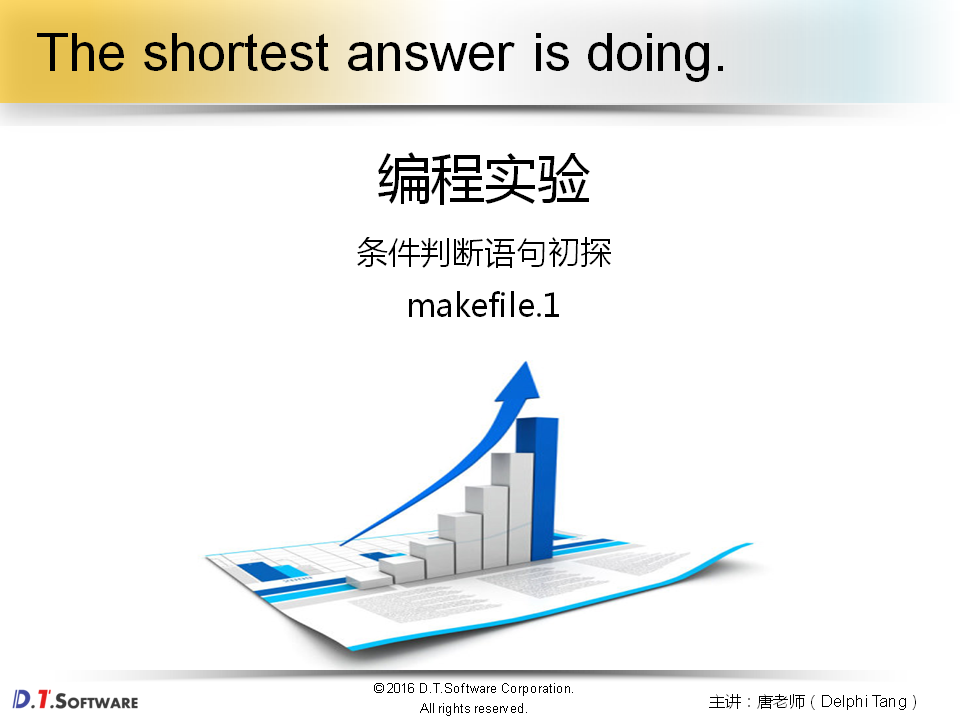 The shortest answer is doing.
编程实验
条件判断语句初探
makefile.1
2009
D.T.SOFTWARE
©2016 D.T.Software Corporation.
All rights reserved.
主讲：唐老师（Delphi Tang）